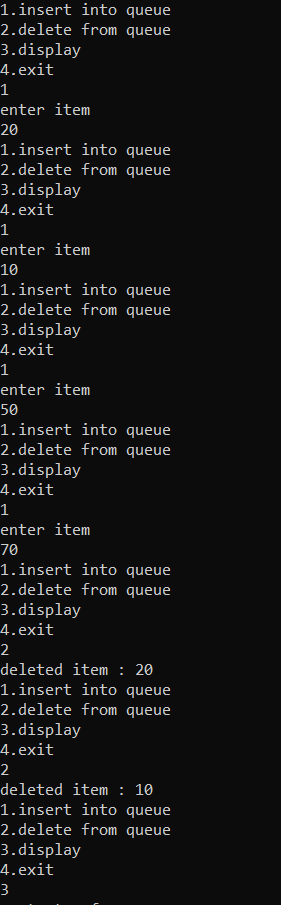 1.insert into queue
2.delete from queue
3.display
4.exit
1
enter item
20
1.insert into queue
2.delete from queue
3.display
4.exit
1
enter item
10
1.insert into queue
2.delete from queue
3.display
4.exit
1
enter item
50
1.insert into queue
2.delete from queue
3.display
4.exit
1
enter item
70
1.insert into queue
2.delete from queue
3.display
4.exit
2
deleted item : 20
1.insert into queue
2.delete from queue
3.display
4.exit
2
deleted item : 10
1.insert into queue
2.delete from queue
3.display
4.exit
3